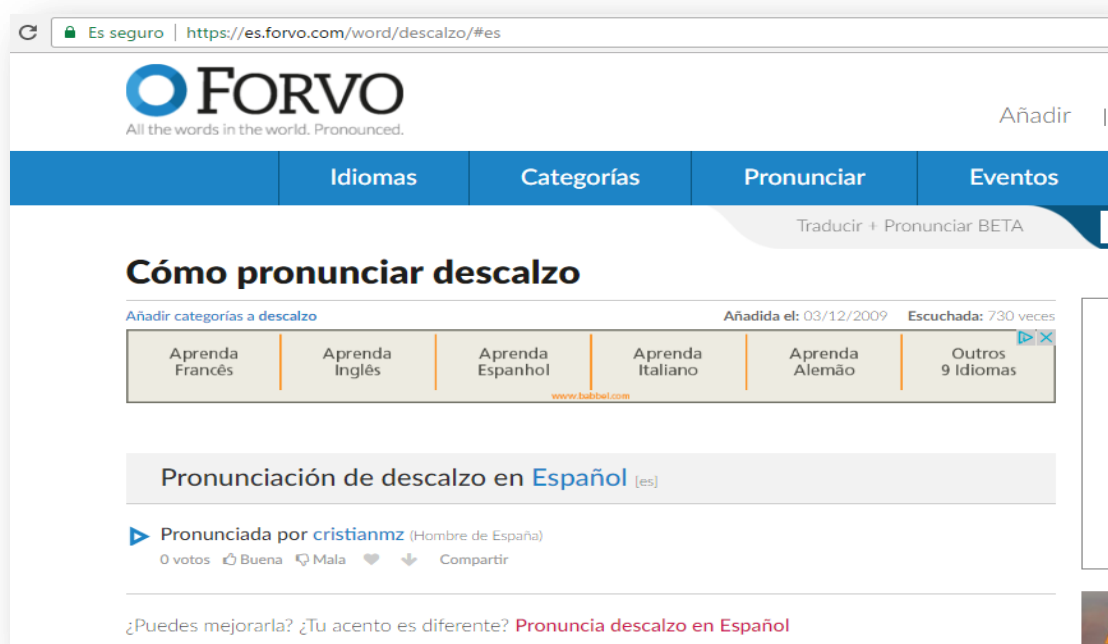 Es seguro | https://es.forvo.com/word/descalzo/#es
FORVO
All the words in the world. Pronounced.
Añadir |
Idiomas Categorías Pronunciar Eventos
Traducir + Pronunciar BETA
Cómo pronunciar descalzo
Añadir categorías a descalzo Añadida el: 03/12/2009 Escuchada: 730 veces
Aprenda Aprenda Aprenda Aprenda Aprenda Outros
Francês Inglês Espanhol Italiano Alemão 9 Idiomas
www.babbel.com
Pronunciación de descalzo en Español [es]
Pronunciada por cristianmz (Hombre de España)
0 votos Buena Mala Compartir
¿Puedes mejorarla? ¿Tu acento es diferente? Pronuncia descalzo en Español